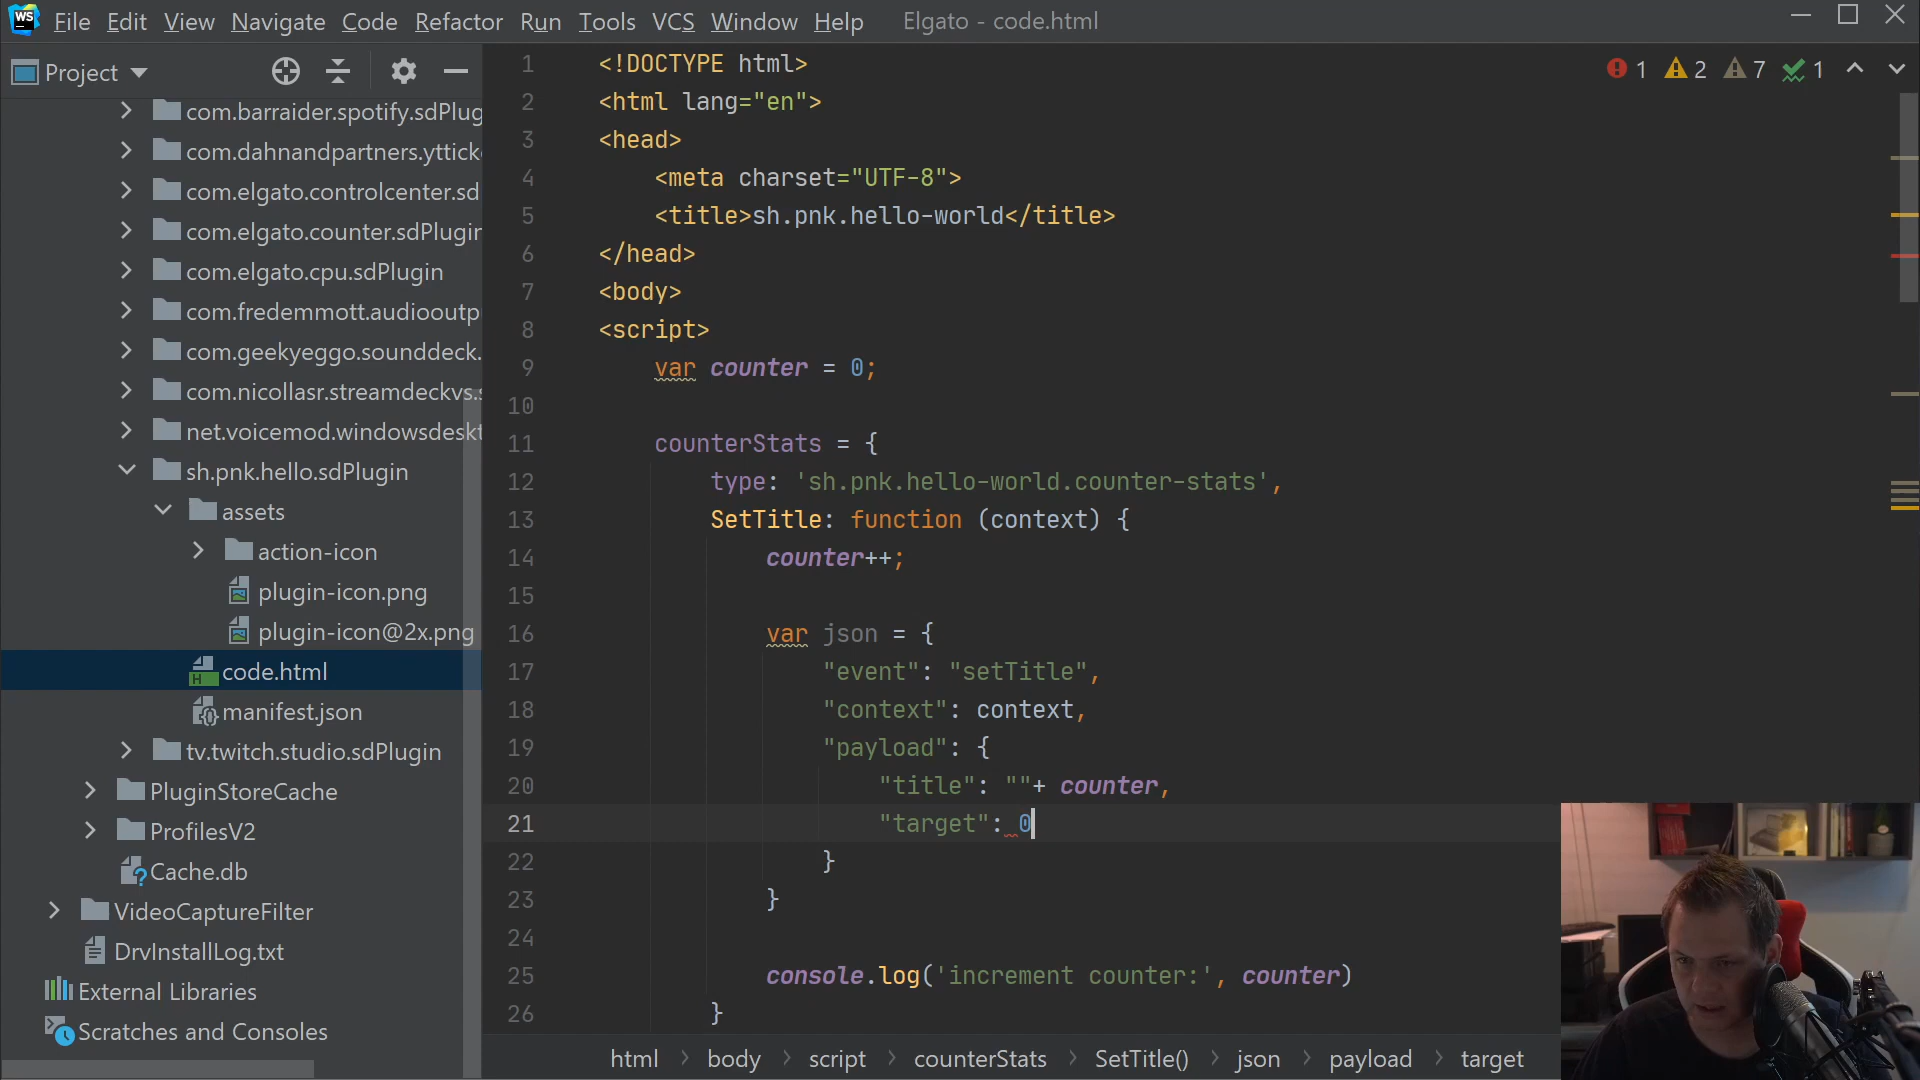 WS File Edit View Navigate Code Refactor Run Tools VCS Window Help Elgato - code.html
Project
1 2 7 1
com.barraider.spotify.sdPlug
com.dahnandpartners.yttick
com.elgato.controlcenter.sd
com.elgato.counter.sdPlugin
com.elgato.cpu.sdPlugin
com.fredemmott.audiooutp
com.geekyeggo.sounddeck.
com.nicollasr.streamdeckvs.s
net.voicemod.windowsdeskt
sh.pnk.hello.sdPlugin
assets
action-icon
plugin-icon.png
plugin-icon@2x.png
code.html
manifest.json
tv.twitch.studio.sdPlugin
PluginStoreCache
ProfilesV2
Cache.db
VideoCaptureFilter
DrvInstallLog.txt
External Libraries
Scratches and Consoles
1 <!DOCTYPE html>
2 <html lang="en">
3 <head>
4 <meta charset="UTF-8">
5 <title>sh.pnk.hello-world</title>
6 </head>
7 <body>
8 <script>
9 var counter = 0;
10
11 counterStats = {
12 type: 'sh.pnk.hello-world.counter-stats',
13 SetTitle: function (context) {
14 counter++;
15
16 var json = {
17 "event": "setTitle",
18 "context": context,
19 "payload": {
20 "title": ""+ counter,
21 "target": 0
22 }
23 }
24
25 console.log('increment counter:', counter)
26 }
html body script counterStats SetTitle() json payload target